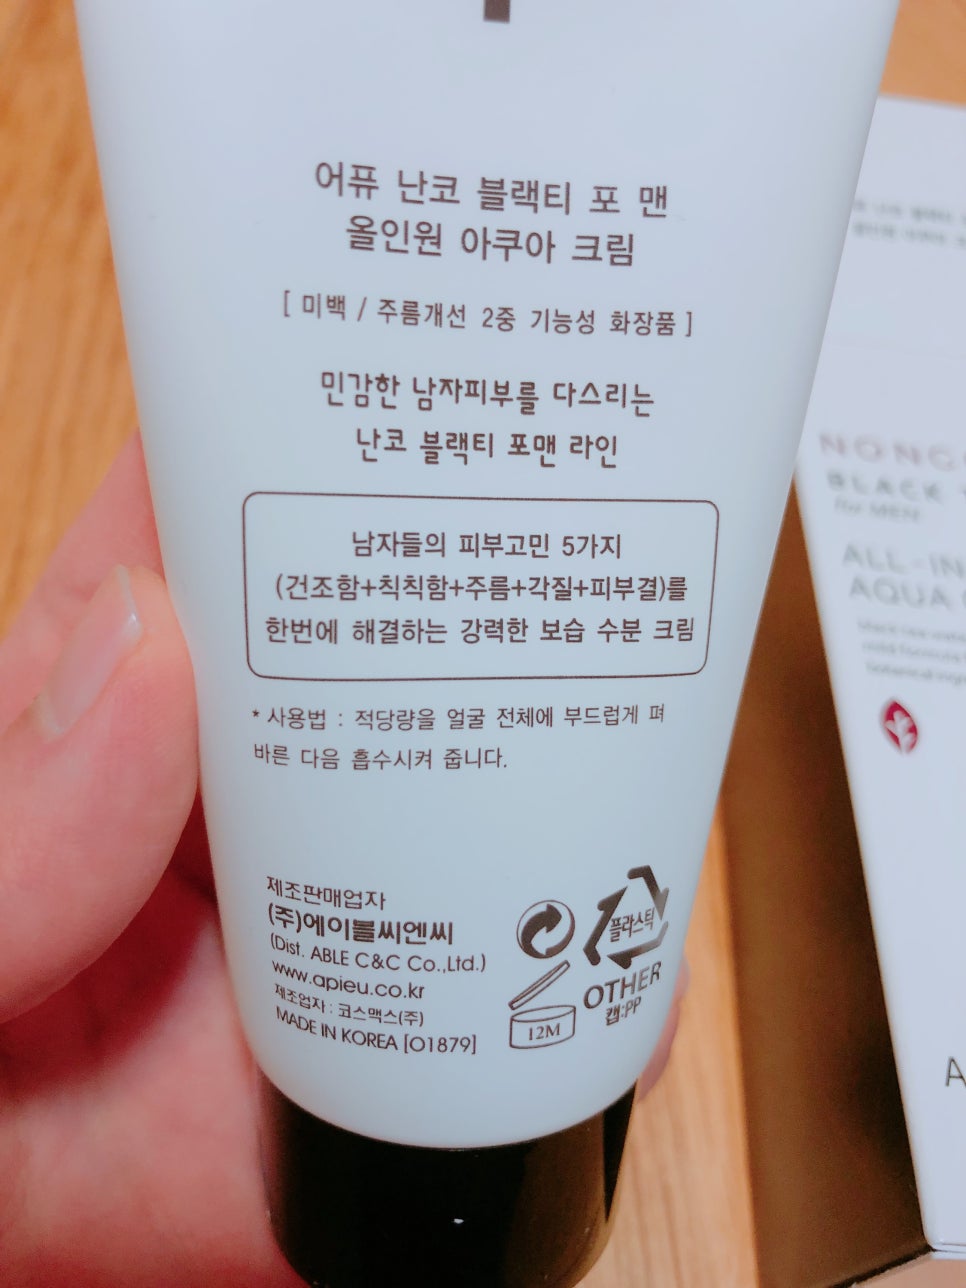 어퓨 난코 블랙티 포 맨
올인원 아쿠아 크림
[ 미백 / 주름개선 2중 기능성 화장품 ]
민감한 남자피부를 다스리는
난코 블랙티 포맨 라인
남자들의 피부고민 5가지
(건조함+칙칙함+주름+각질+피부결)를
한번에 해결하는 강력한 보습 수분 크림
* 사용법 : 적당량을 얼굴 전체에 부드럽게 펴
바른 다음 흡수시켜 줍니다.
제조판매업자
(주)에이블씨엔씨
(Dist. ABLE C&C Co.,Ltd.)
www.apieu.co.kr
제조업자 : 코스맥스(주)
MADE IN KOREA [O1879]
12M
플라스틱
OTHER
캡:PP
NONC
BLACK
for MEN
ALL-IN
AQUA
A